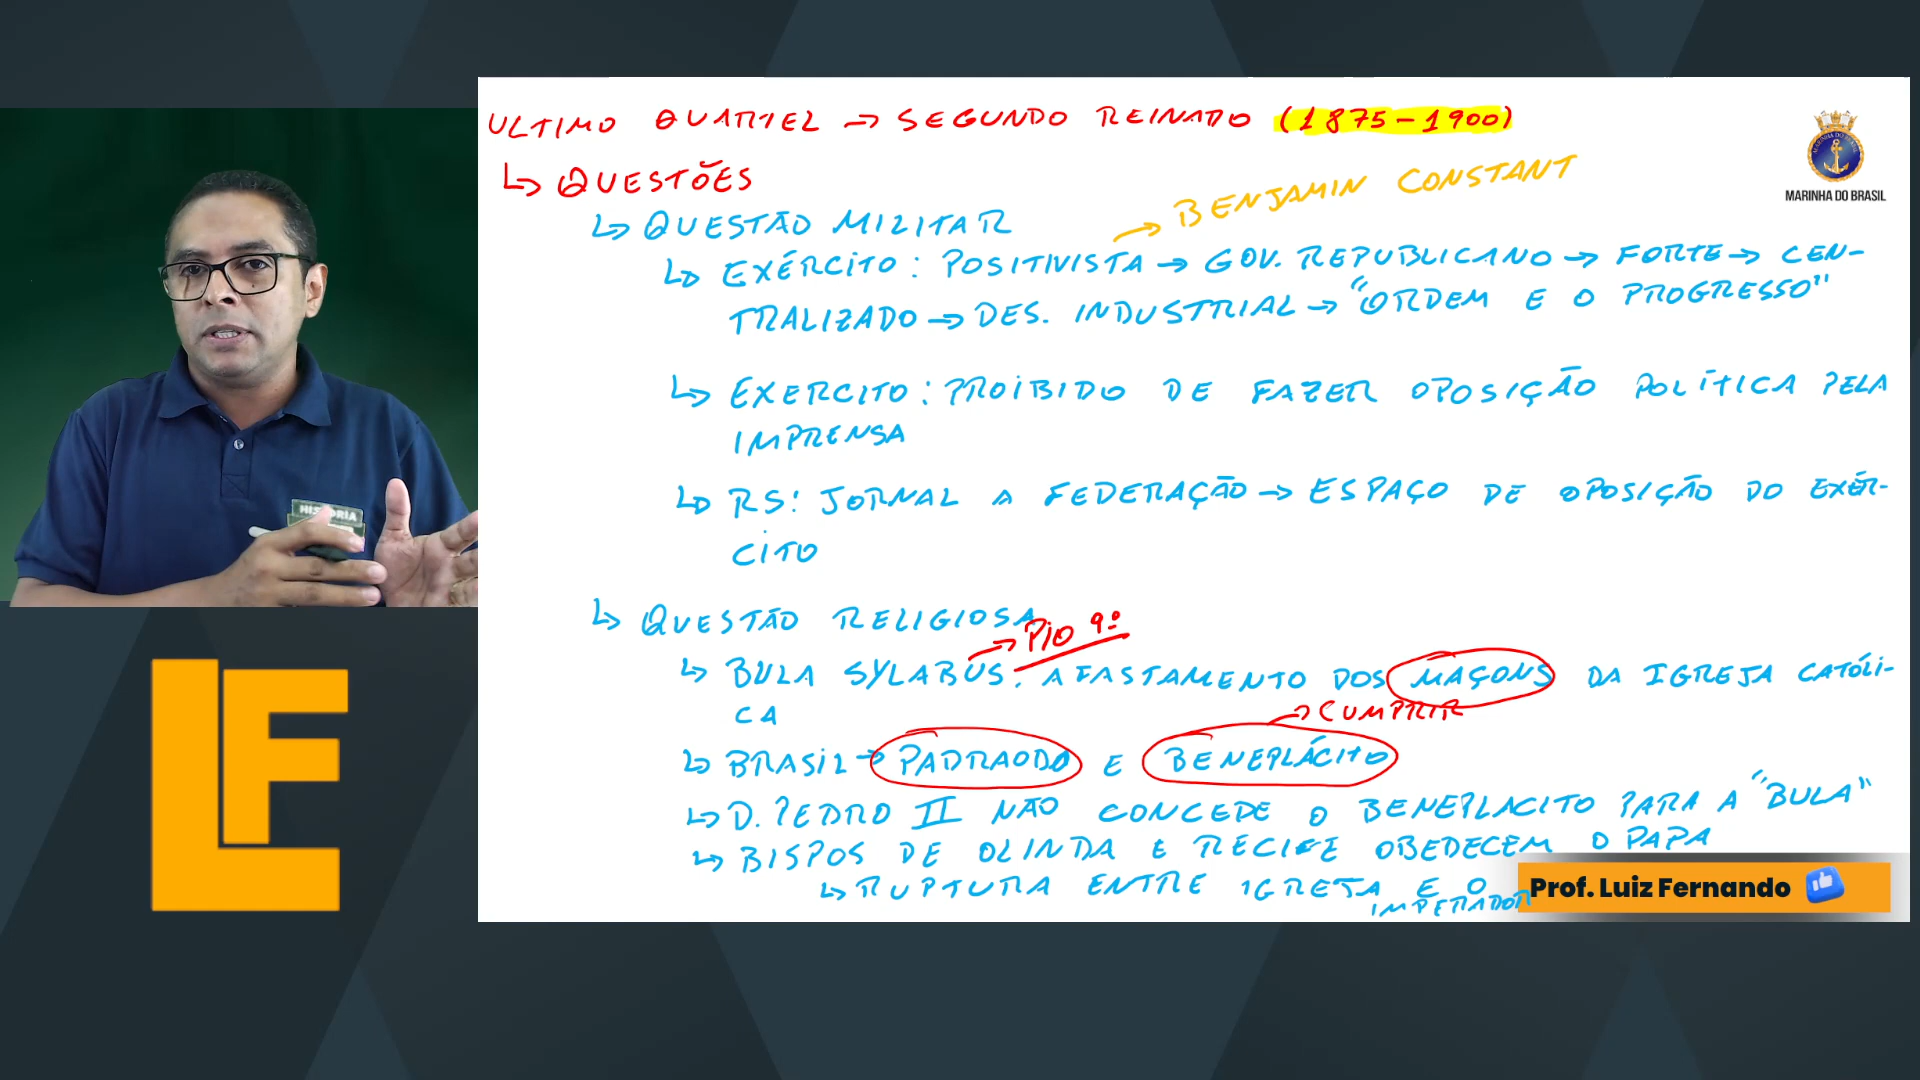 ULTIMO QUARTEL → SEGUNDO REINADO (1875-1900)
↳ QUESTÕES
BENJAMIN CONSTANT
↳ QUESTÃO MILITAR
↳ EXÉRCITO: POSITIVISTA → GOV. REPUBLICANO → FORTE → CEN-
TRALIZADO → DES. INDUSTRIAL → "ORDEM E O PROGRESSO"
↳ EXERCITO: PROIBIDO DE FAZER OPOSIÇÃO POLÍTICA PELA
IMPRENSA
↳ RS: JORNAL A FEDERAÇÃO → ESPAÇO DE OPOSIÇÃO DO EXÉR-
CITO
↳ QUESTÃO RELIGIOSA
→ PIO 9º
↳ BULA SYLABUS: AFASTAMENTO DOS MAÇONS DA IGREJA CATÓLI-
CA
→ CUMPRIR
↳ BRASIL → PADRAODO E BENEPLÁCITO
↳ D. PEDRO II NÃO CONCEDE O BENEPLACITO PARA A "BULA"
↳ BISPOS DE OLINDA E RECIFE OBEDECEM O PAPA
↳ RUPTURA ENTRE IGREJA E O
IMPERADOR
MARINHA DO BRASIL
HISTÓRIA
LF
Prof. Luiz Fernando